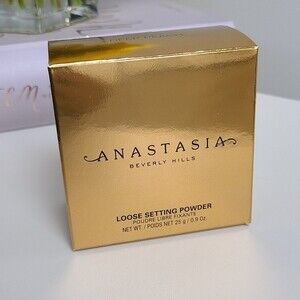 ANASTASIA
BEVERLY HILLS
LOOSE SETTING POWDER
POUDRE LIBRE FIXANTE
NET WT / POIDS NET 25 g / 0.9 Oz